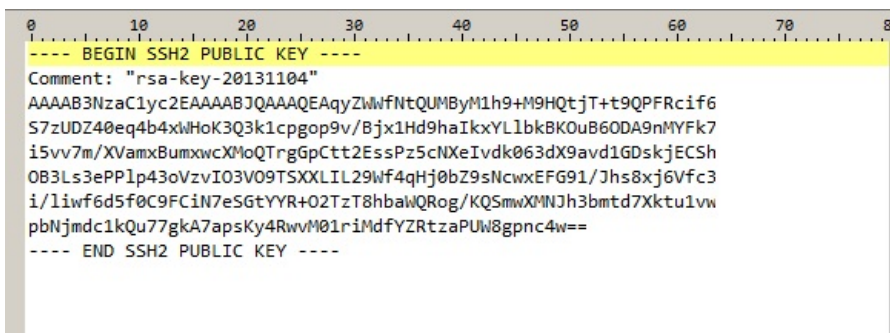 0 10 20 30 40 50 60 70 8
---- BEGIN SSH2 PUBLIC KEY ----
Comment: "rsa-key-20131104"
AAAAB3NzaC1yc2EAAAABJQAAAQEAqyZWWfNtQUMByM1h9+M9HQtjT+t9QPFRcif6
S7zUDZ40eq4b4xWHoK3Q3k1cpgop9v/Bjx1Hd9haIkxYLlbkBKOuB6ODA9nMYFk7
i5vv7m/XVamxBumxwcXMoQTrgGpCtt2EssPz5cNXeIvdk063dX9avd1GDskjECSh
OB3Ls3ePPlp43oVzvIO3VO9TSXXLIL29Wf4qHj0bZ9sNcwxEFG91/Jhs8xj6Vfc3
i/liwf6d5f0C9FCiN7eSGtYYR+O2TzT8hbaWQRog/KQSmwXMNJh3bmtd7Xktu1vw
pbNjmdc1kQu77gkA7apsKy4RwvM01riMdfYZRtzaPUW8gpnc4w==
---- END SSH2 PUBLIC KEY ----